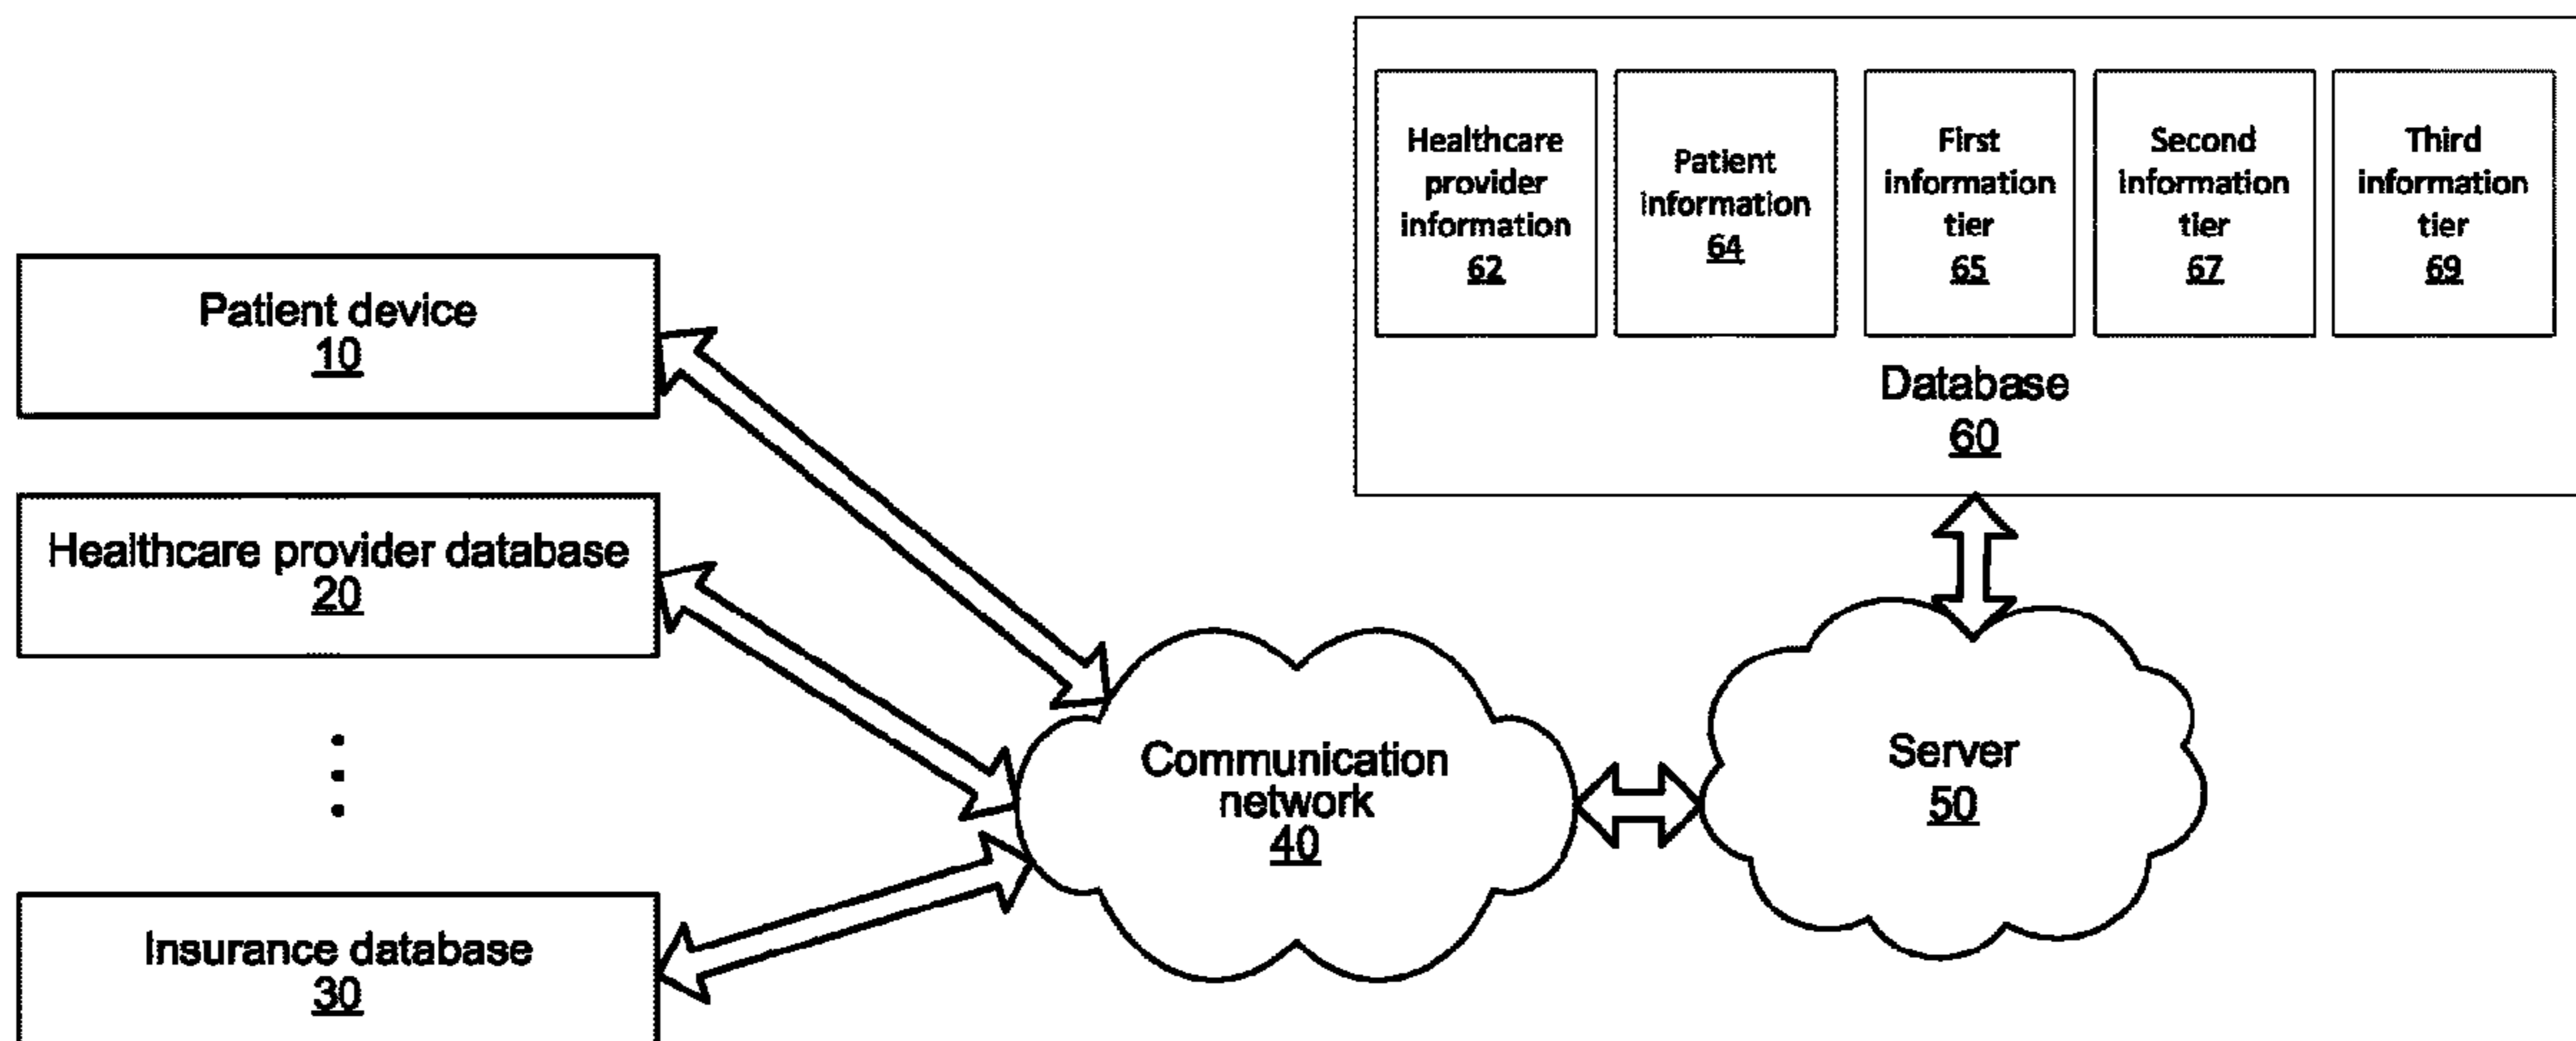 Healthcare
provider
information
62
Patient
information
64
First
information
tier
65
Second
information
tier
67
Third
information
tier
69
Database
60
Patient device
10
Healthcare provider database
20
Insurance database
30
Communication
network
40
Server
50